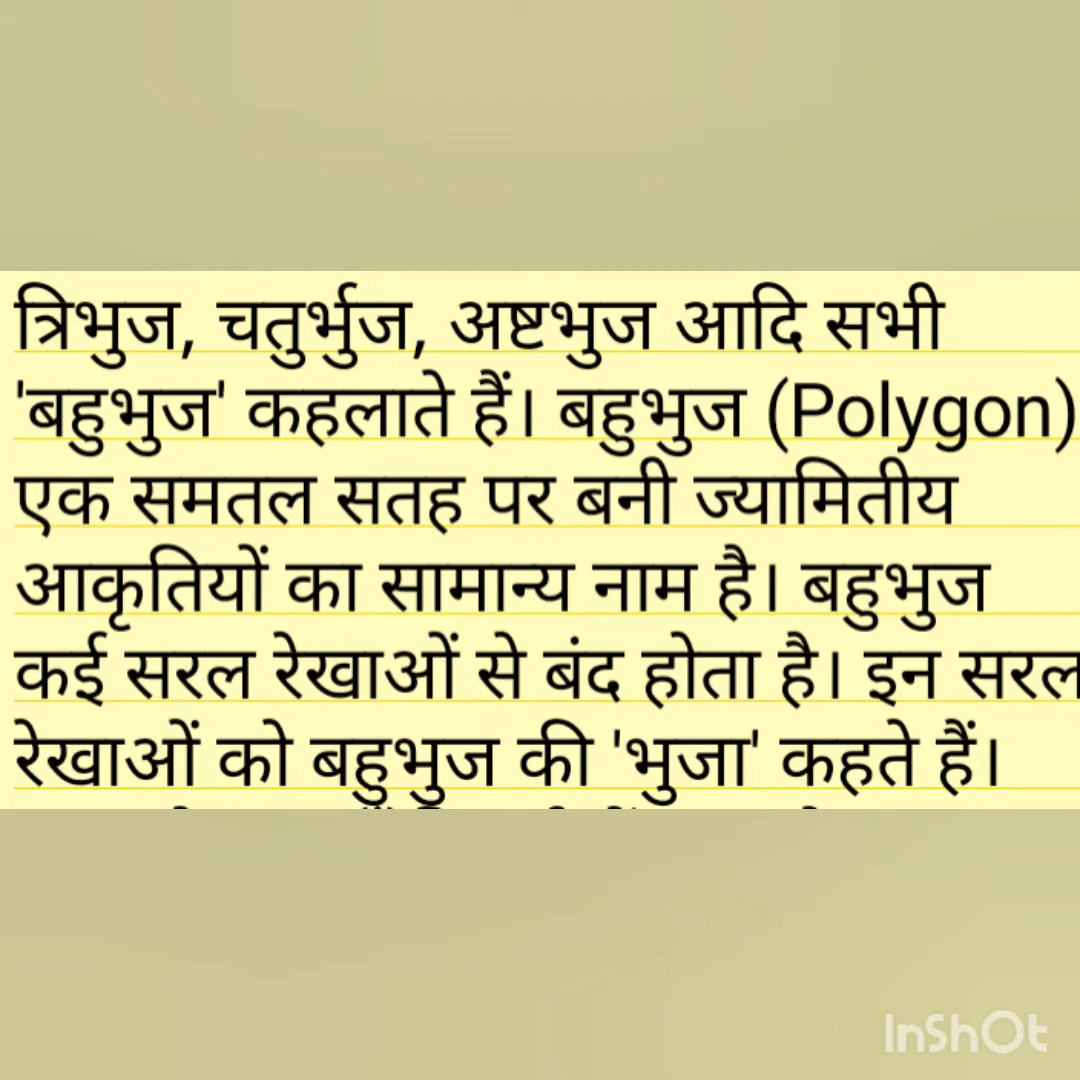 त्रिभुज, चतुर्भुज, अष्टभुज आदि सभी
'बहुभुज' कहलाते हैं। बहुभुज (Polygon)
एक समतल सतह पर बनी ज्यामितीय
आकृतियों का सामान्य नाम है। बहुभुज
कई सरल रेखाओं से बंद होता है। इन सरल
रेखाओं को बहुभुज की 'भुजा' कहते हैं।
InShOt